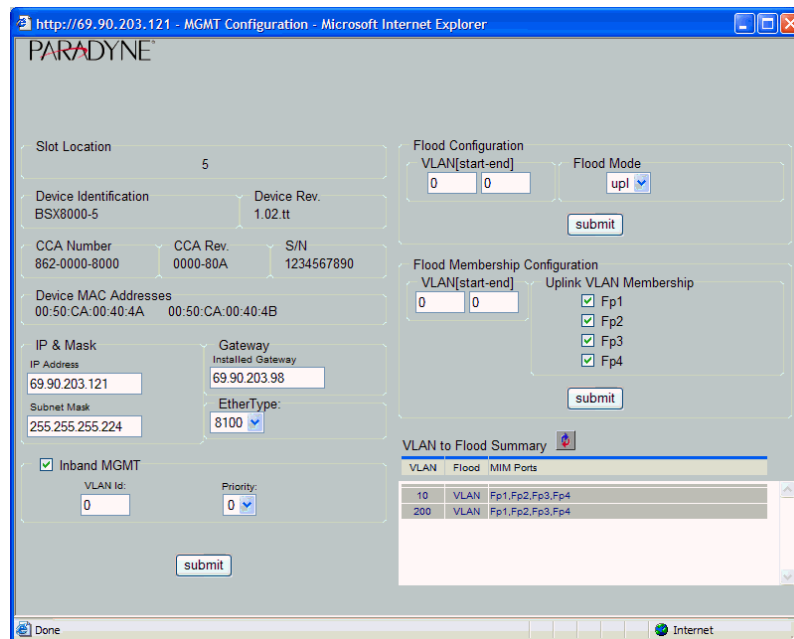 http://69.90.203.121 - MGMT Configuration - Microsoft Internet Explorer
PARADYNE
Slot Location
5
Device Identification
BSX8000-5
Device Rev.
1.02.tt
CCA Number
862-0000-8000
CCA Rev.
0000-80A
S/N
1234567890
Device MAC Addresses
00:50:CA:00:40:4A 00:50:CA:00:40:4B
IP & Mask
IP Address
69.90.203.121
Subnet Mask
255.255.255.224
Gateway
Installed Gateway
69.90.203.98
EtherType:
8100
Inband MGMT
VLAN Id:
0
Priority:
0
submit
Flood Configuration
VLAN[start-end]
0 0
Flood Mode
upl
submit
Flood Membership Configuration
VLAN[start-end]
0 0
Uplink VLAN Membership
Fp1
Fp2
Fp3
Fp4
submit
VLAN to Flood Summary
VLAN Flood MIM Ports
10 VLAN Fp1,Fp2,Fp3,Fp4
200 VLAN Fp1,Fp2,Fp3,Fp4
Done
Internet